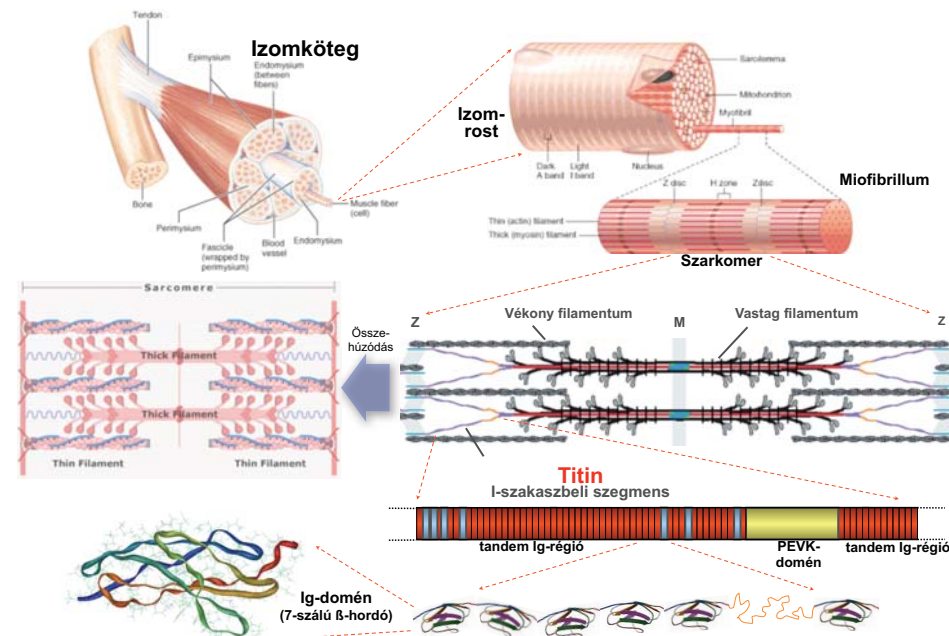 Tendon
Izomköteg
Epimysium
Endomysium
(between
fibers)
Bone
Perimysium
Fascicle
(wrapped by
perimysium)
Blood
vessel
Endomysium
Muscle fiber
(cell)
Izom-
rost
Sarcolemma
Mitochondrion
Myofibril
Dark
A band
Light
I band
Nucleus
Miofibrillum
Z disc
H zone
Z disc
Thin (actin) filament
Thick (myosin) filament
Szarkomer
Sarcomere
Thick Filament
Thick Filament
Thin Filament
Thin Filament
Össze-
húzódás
Z
Vékony filamentum
M
Vastag filamentum
Z
Titin
I-szakaszbeli szegmens
tandem Ig-régió
PEVK-
domén
tandem Ig-régió
Ig-domén
(7-szálú ß-hordó)